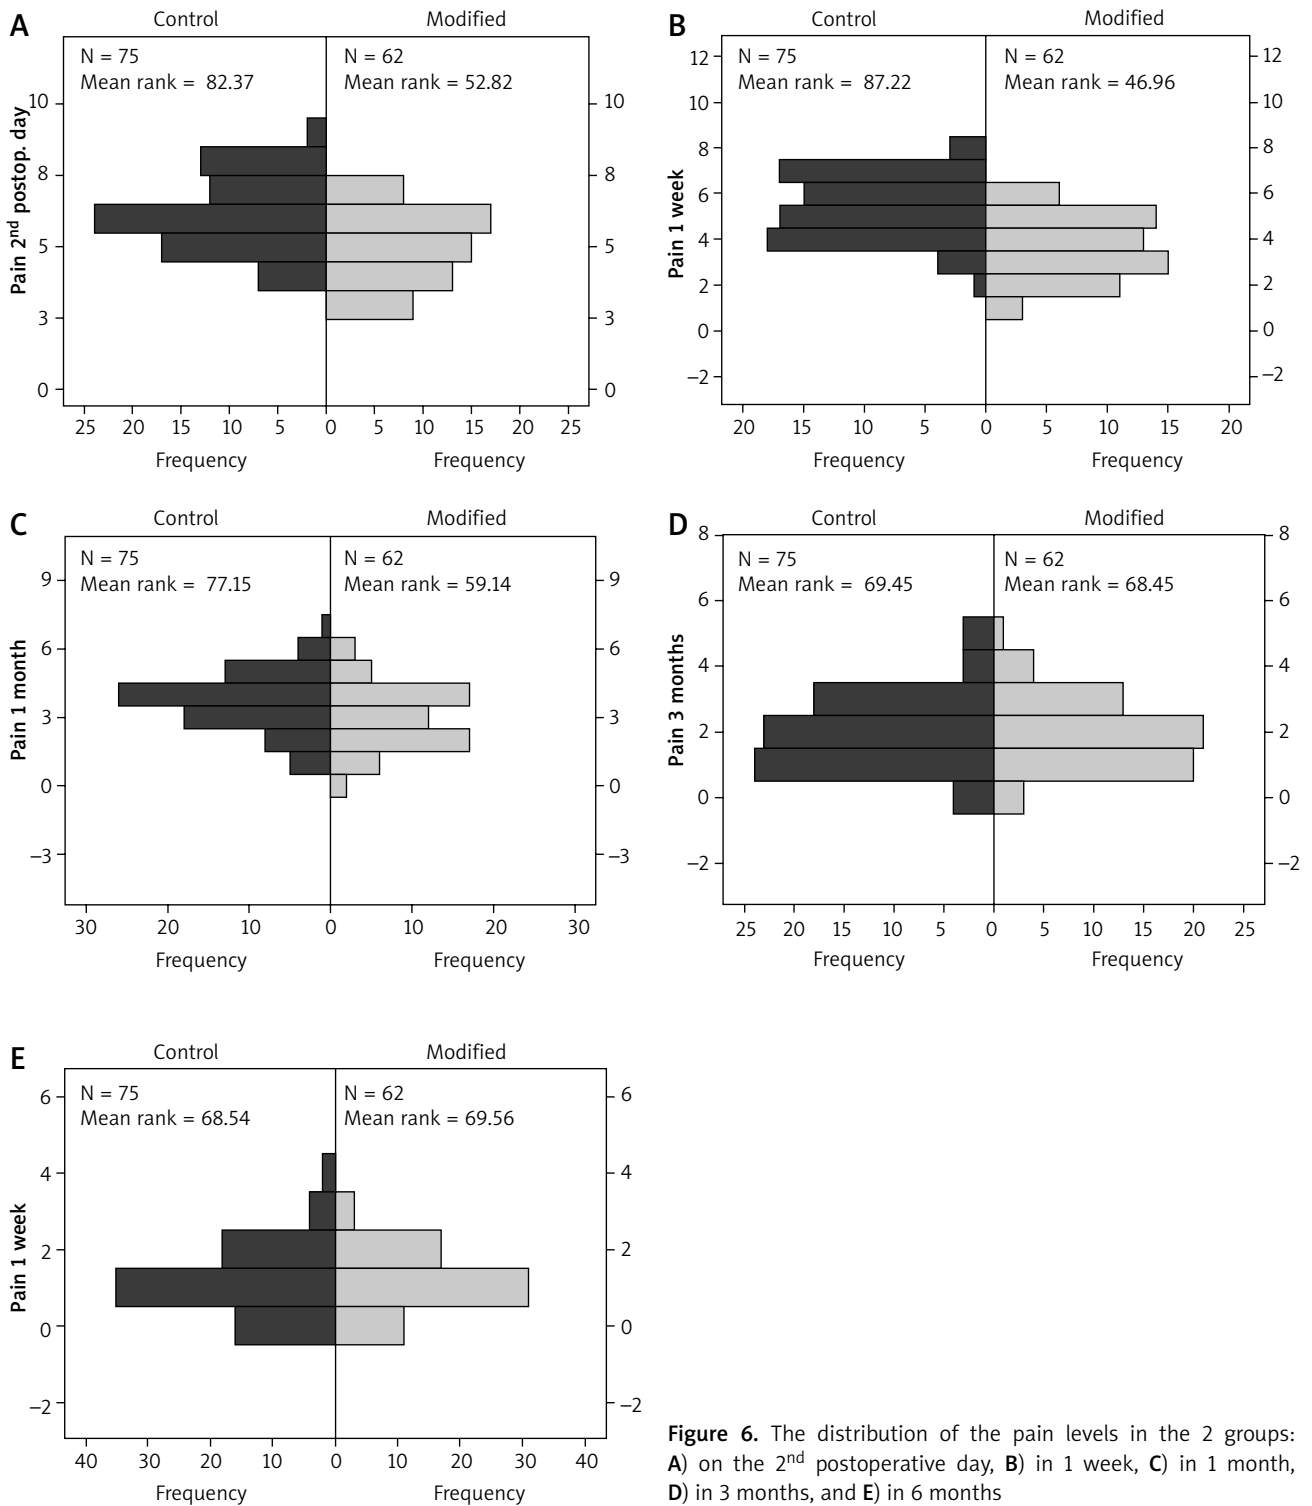 A
Control Modified
N = 75 N = 62
Mean rank = 82.37 Mean rank = 52.82
Pain 2nd postop. day
10 10
8 8
5 5
3 3
0 0
25 20 15 10 5 0 5 10 15 20 25
Frequency Frequency
B
Control Modified
N = 75 N = 62
Mean rank = 87.22 Mean rank = 46.96
Pain 1 week
12 12
10 10
8 8
6 6
4 4
2 2
0 0
–2 –2
20 15 10 5 0 5 10 15 20
Frequency Frequency
C
Control Modified
N = 75 N = 62
Mean rank = 77.15 Mean rank = 59.14
Pain 1 month
9 9
6 6
3 3
0 0
–3 –3
30 20 10 0 10 20 30
Frequency Frequency
D
Control Modified
N = 75 N = 62
Mean rank = 69.45 Mean rank = 68.45
Pain 3 months
8 8
6 6
4 4
2 2
0 0
–2 –2
25 20 15 10 5 0 5 10 15 20 25
Frequency Frequency
E
Control Modified
N = 75 N = 62
Mean rank = 68.54 Mean rank = 69.56
Pain 1 week
6 6
4 4
2 2
0 0
–2 –2
40 30 20 10 0 10 20 30 40
Frequency Frequency
Figure 6. The distribution of the pain levels in the 2 groups:
A) on the 2nd postoperative day, B) in 1 week, C) in 1 month,
D) in 3 months, and E) in 6 months